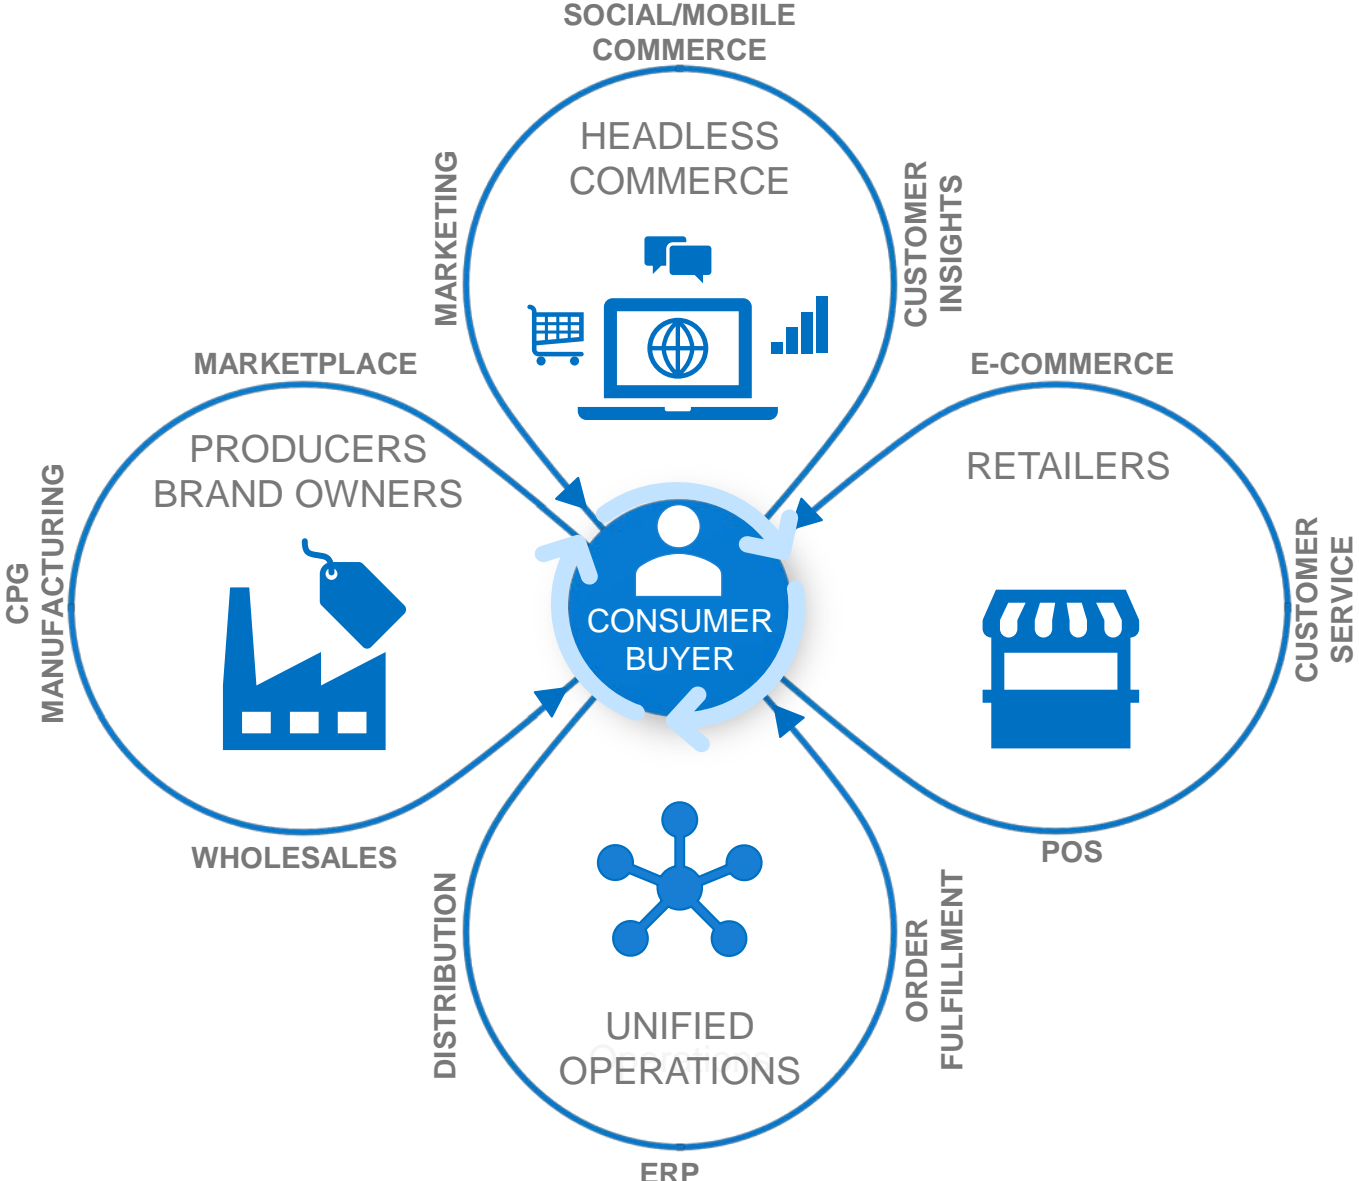 SOCIAL/MOBILE
COMMERCE
HEADLESS
COMMERCE
MARKETING
CUSTOMER
INSIGHTS
MARKETPLACE
PRODUCERS
BRAND OWNERS
CPG
MANUFACTURING
WHOLESALES
E-COMMERCE
RETAILERS
CUSTOMER
SERVICE
POS
CONSUMER
BUYER
DISTRIBUTION
ORDER
FULFILLMENT
UNIFIED
Operations
OPERATIONS
ERP